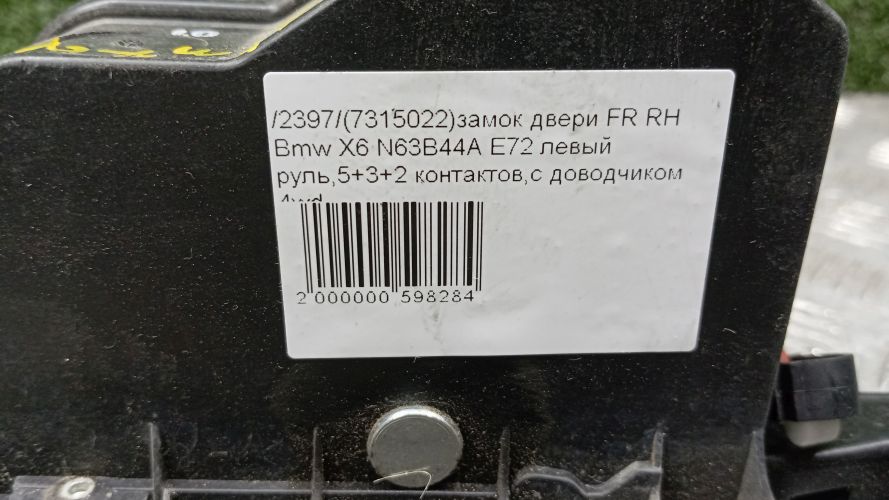 /2397/(7315022)замок двери FR RH
Bmw X6 N63B44A E72 левый
руль,5+3+2 контактов,с доводчиком
4wd
2 000000 598284